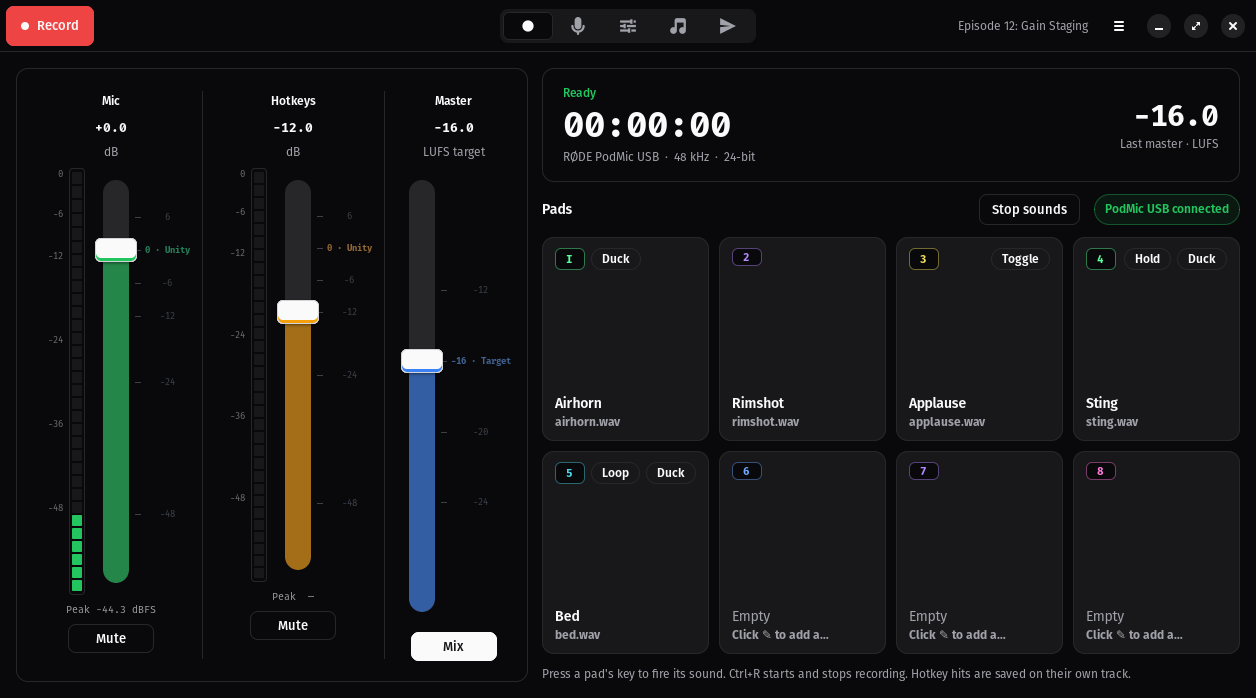 Record
Episode 12: Gain Staging
Mic
+0.0
dB
0
-6
-12
-24
-36
-48
6
0 · Unity
-6
-12
-24
-48
Peak -44.3 dBFS
Mute
Hotkeys
-12.0
dB
0
-6
-12
-24
-36
-48
6
0 · Unity
-6
-12
-24
-48
Peak —
Mute
Master
-16.0
LUFS target
-12
-16 · Target
-20
-24
Mix
Ready
00:00:00
RØDE PodMic USB · 48 kHz · 24-bit
-16.0
Last master · LUFS
Pads
Stop sounds
PodMic USB connected
I Duck
Airhorn
airhorn.wav
2
Rimshot
rimshot.wav
3 Toggle
Applause
applause.wav
4 Hold Duck
Sting
sting.wav
5 Loop Duck
Bed
bed.wav
6
Empty
Click ✎ to add a…
7
Empty
Click ✎ to add a…
8
Empty
Click ✎ to add a…
Press a pad's key to fire its sound. Ctrl+R starts and stops recording. Hotkey hits are saved on their own track.